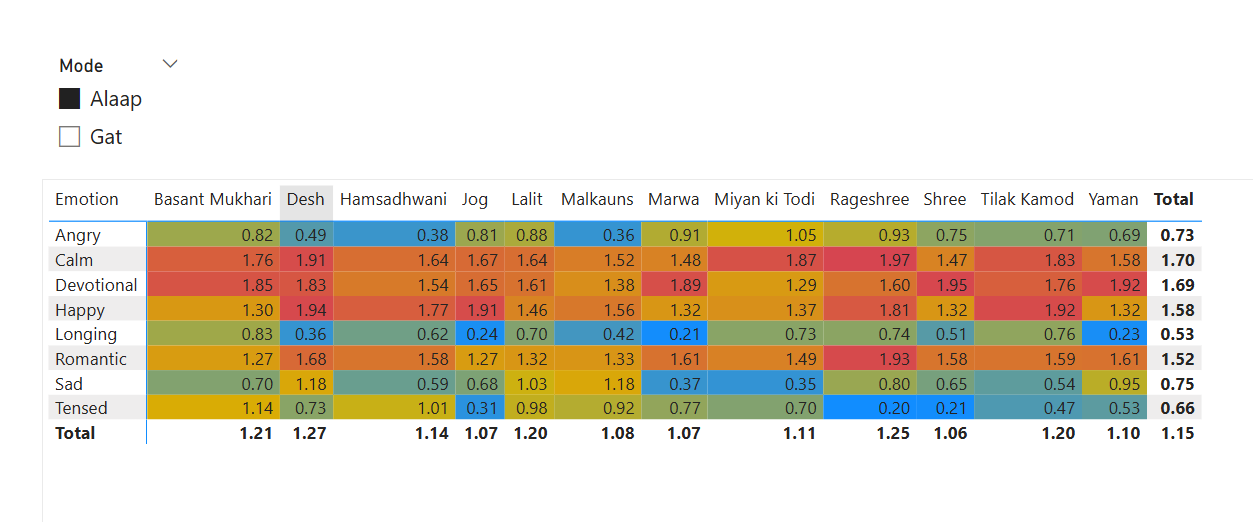 Mode
Alaap
Gat
Emotion Basant Mukhari Desh Hamsadhwani Jog Lalit Malkauns Marwa Miyan ki Todi Rageshree Shree Tilak Kamod Yaman Total
Angry 0.82 0.49 0.38 0.81 0.88 0.36 0.91 1.05 0.93 0.75 0.71 0.69 0.73
Calm 1.76 1.91 1.64 1.67 1.64 1.52 1.48 1.87 1.97 1.47 1.83 1.58 1.70
Devotional 1.85 1.83 1.54 1.65 1.61 1.38 1.89 1.29 1.60 1.95 1.76 1.92 1.69
Happy 1.30 1.94 1.77 1.91 1.46 1.56 1.32 1.37 1.81 1.32 1.92 1.32 1.58
Longing 0.83 0.36 0.62 0.24 0.70 0.42 0.21 0.73 0.74 0.51 0.76 0.23 0.53
Romantic 1.27 1.68 1.58 1.27 1.32 1.33 1.61 1.49 1.93 1.58 1.59 1.61 1.52
Sad 0.70 1.18 0.59 0.68 1.03 1.18 0.37 0.35 0.80 0.65 0.54 0.95 0.75
Tensed 1.14 0.73 1.01 0.31 0.98 0.92 0.77 0.70 0.20 0.21 0.47 0.53 0.66
Total 1.21 1.27 1.14 1.07 1.20 1.08 1.07 1.11 1.25 1.06 1.20 1.10 1.15